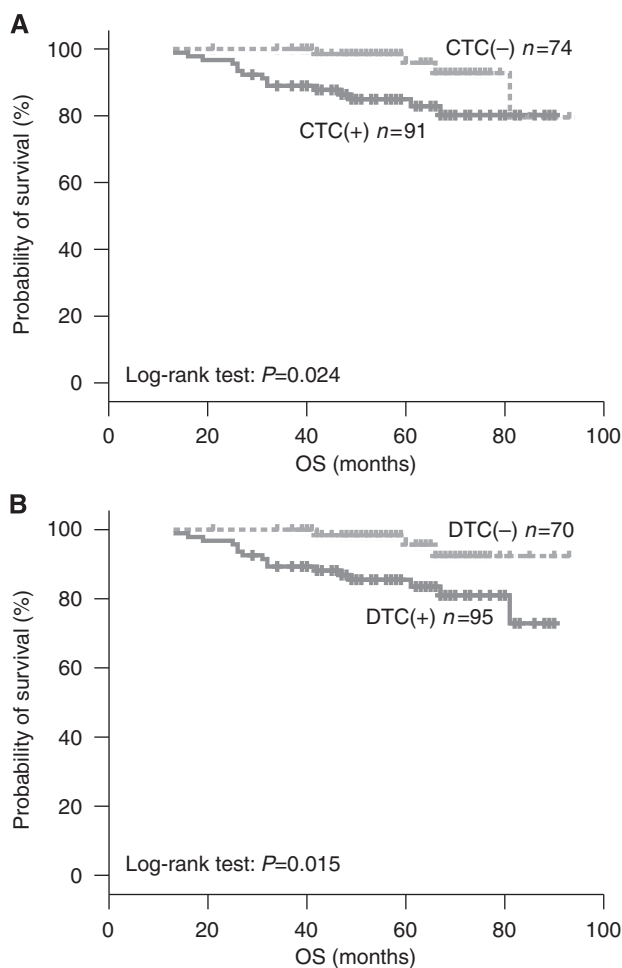 A
Probability of survival (%)
100
80
60
40
20
0
CTC(–) n=74
CTC(+) n=91
Log-rank test: P=0.024
0 20 40 60 80 100
OS (months)
B
Probability of survival (%)
100
80
60
40
20
0
DTC(–) n=70
DTC(+) n=95
Log-rank test: P=0.015
0 20 40 60 80 100
OS (months)